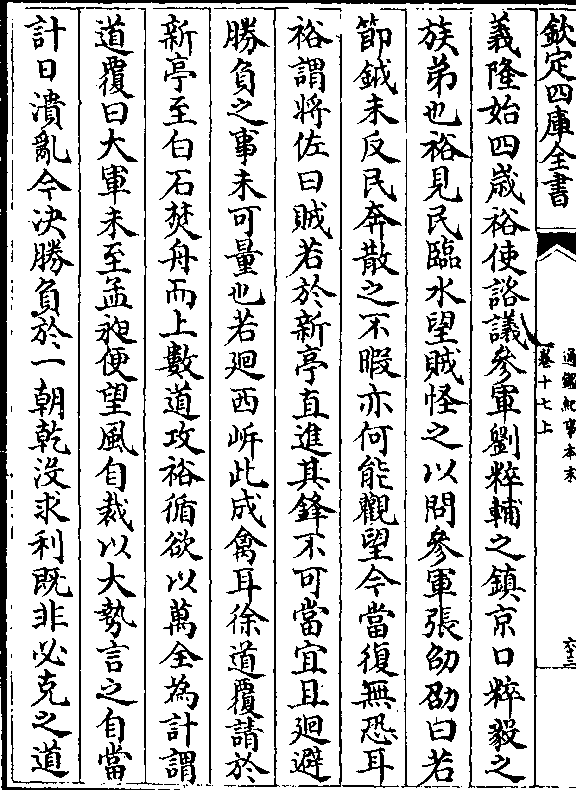 欽定四庫全書
通鑑紀事本末
卷十七上
六三
義隆始四歲裕使諮議參軍劉粹輔之鎮京口粹毅之
族弟也裕見民臨水望賊怪之以問參軍張劭劭曰若
節鉞未反民奔散之不暇亦何能觀望今當復無恐耳
裕謂將佐曰賊若於新亭直進其鋒不可當宜且廻避
勝負之事未可量也若廻西岍此成禽耳徐道覆請於
新亭至白石焚舟而上數道攻裕循欲以萬全為計謂
道覆曰大軍未至孟昶便望風自裁以大勢言之自當
計日潰亂今决勝負於一朝乾没求利既非必克之道